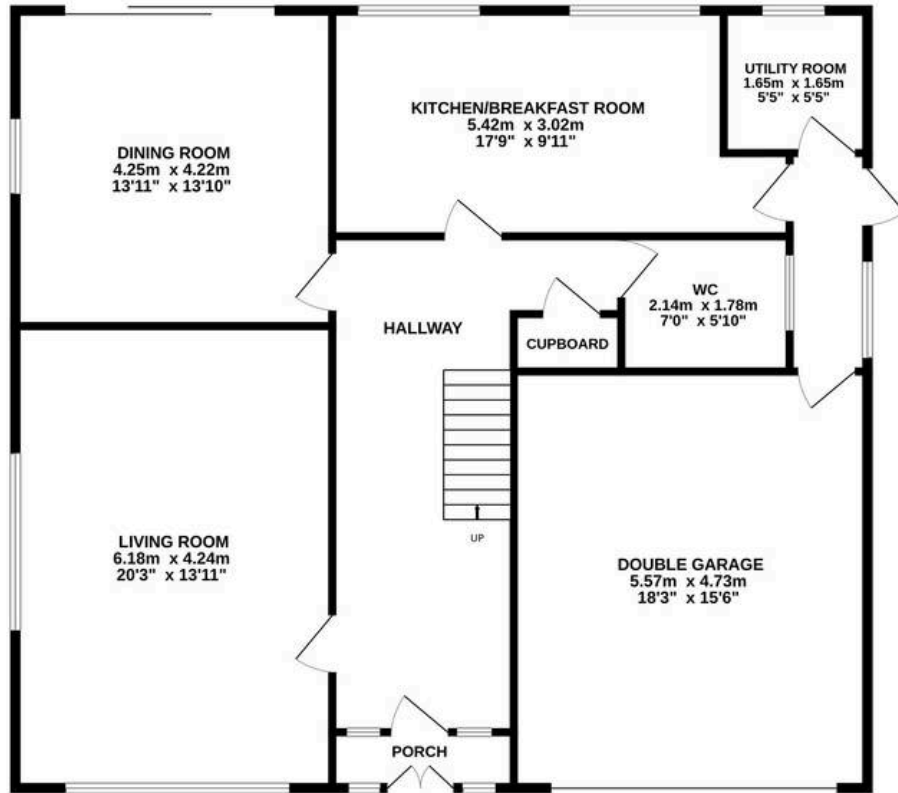 UTILITY ROOM
1.65m x 1.65m
5'5" x 5'5"
KITCHEN/BREAKFAST ROOM
5.42m x 3.02m
17'9" x 9'11"
DINING ROOM
4.25m x 4.22m
13'11" x 13'10"
WC
2.14m x 1.78m
7'0" x 5'10"
HALLWAY
CUPBOARD
LIVING ROOM
6.18m x 4.24m
20'3" x 13'11"
UP
DOUBLE GARAGE
5.57m x 4.73m
18'3" x 15'6"
PORCH